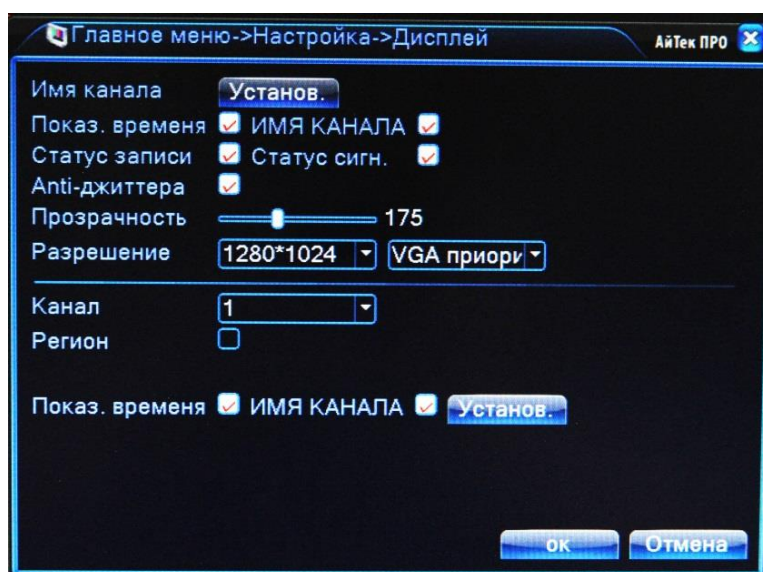 Главное меню->Настройка->Дисплей АйТек ПРО
Имя канала Установ.
Показ. временя ИМЯ КАНАЛА
Статус записи Статус сигн.
Anti-джиттера
Прозрачность 175
Разрешение 1280*1024 VGA приори
Канал 1
Регион
Показ. временя ИМЯ КАНАЛА Установ.
ок Отмена